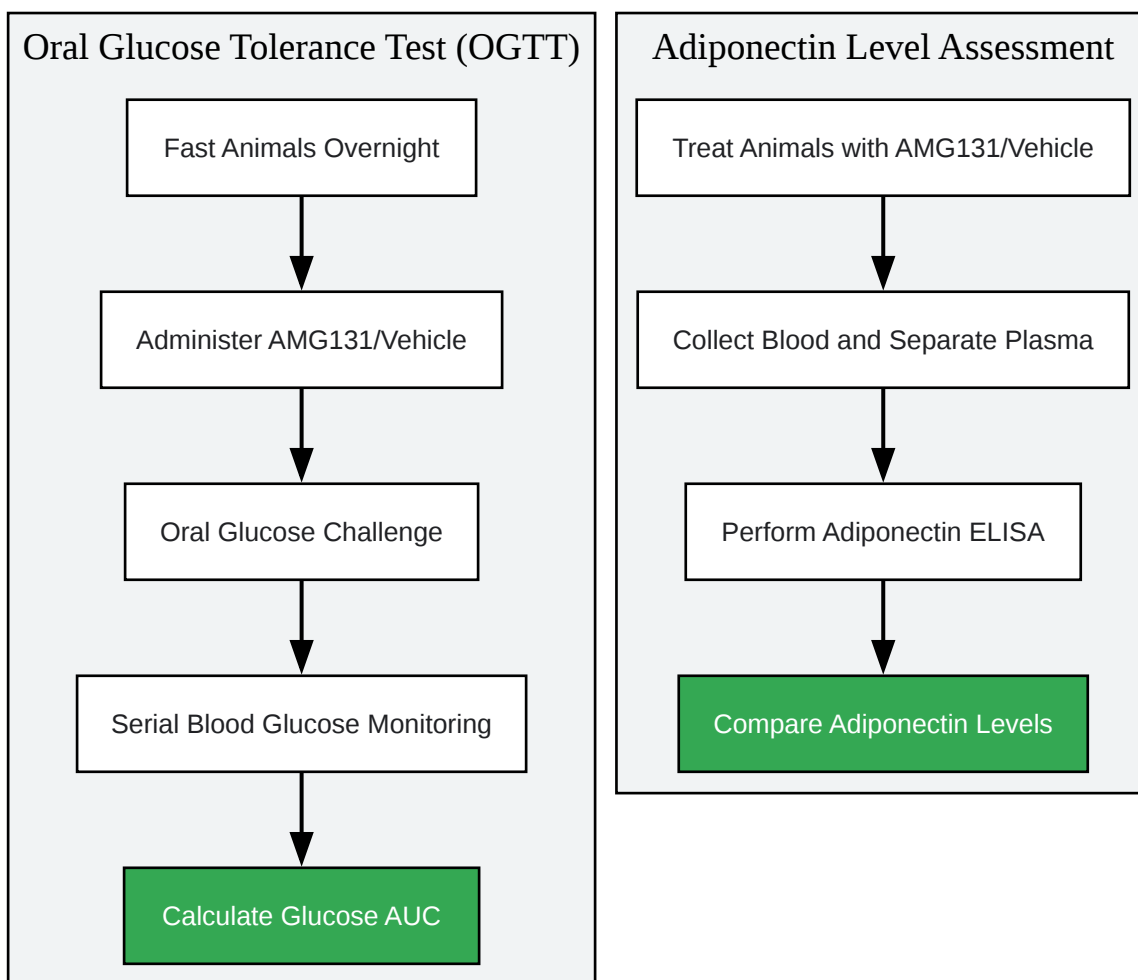 Oral Glucose Tolerance Test (OGTT)
Fast Animals Overnight
Administer AMG131/Vehicle
Oral Glucose Challenge
Serial Blood Glucose Monitoring
Calculate Glucose AUC
Adiponectin Level Assessment
Treat Animals with AMG131/Vehicle
Collect Blood and Separate Plasma
Perform Adiponectin ELISA
Compare Adiponectin Levels